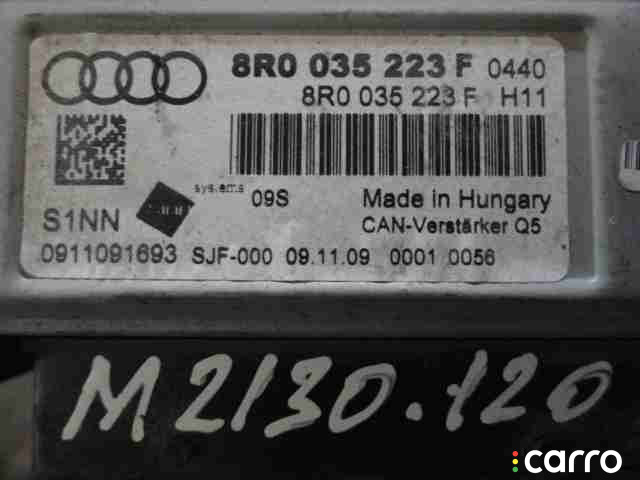 8R0 035 223 F 0440
8R0 035 223 F H11
systems
09S
Made in Hungary
S1NN
CAN-Verstärker Q5
0911091693 SJF-000 09.11.09 0001 0056
M2130.120
carro